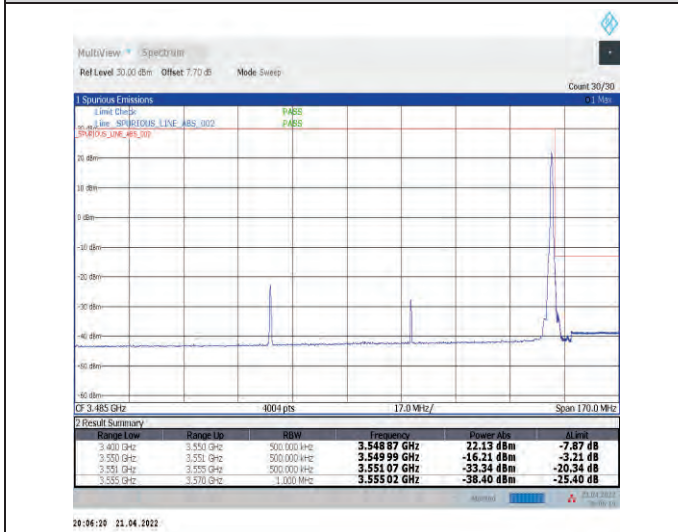 MultiView Spectrum
Ref Level 30.00 dBm Offset 7.70 dB Mode Sweep
Count 30/30
1 Spurious Emissions 1 Max
Limit Check PASS
Line _SPURIOUS_LINE_ABS_002 PASS
_SPURIOUS_LINE_ABS_002
20 dBm
10 dBm
0 dBm
-10 dBm
-20 dBm
-30 dBm
-40 dBm
-50 dBm
-60 dBm
CF 3.485 GHz 4004 pts 17.0 MHz/ Span 170.0 MHz
2 Result Summary
Range Low Range Up RBW Frequency Power Abs ΔLimit
3.400 GHz 3.550 GHz 500.000 kHz 3.548 87 GHz 22.13 dBm -7.87 dB
3.550 GHz 3.551 GHz 500.000 kHz 3.549 99 GHz -16.21 dBm -3.21 dB
3.551 GHz 3.555 GHz 500.000 kHz 3.551 07 GHz -33.34 dBm -20.34 dB
3.555 GHz 3.570 GHz 1.000 MHz 3.555 02 GHz -38.40 dBm -25.40 dB
21.04.2022
20:06:20 21.04.2022